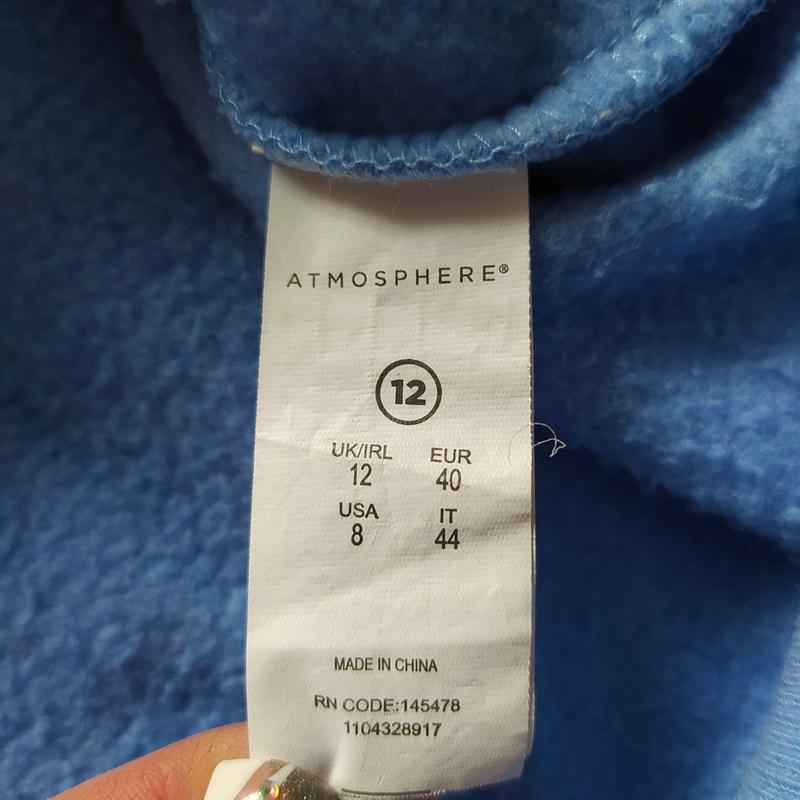 ATMOSPHERE®
12
UK/IRL EUR
12 40
USA IT
8 44
MADE IN CHINA
RN CODE:145478
1104328917